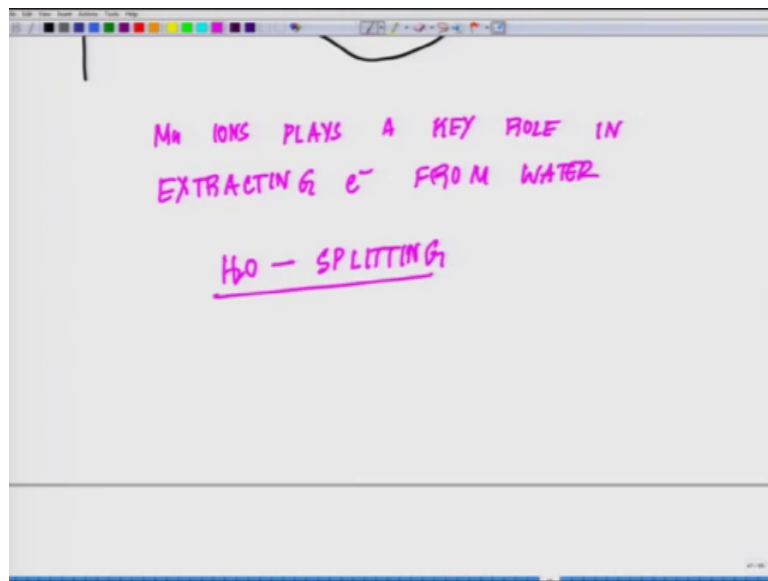 Mn IONS PLAYS A KEY ROLE IN
EXTRACTING e⁻ FROM WATER
H₂O — SPLITTING